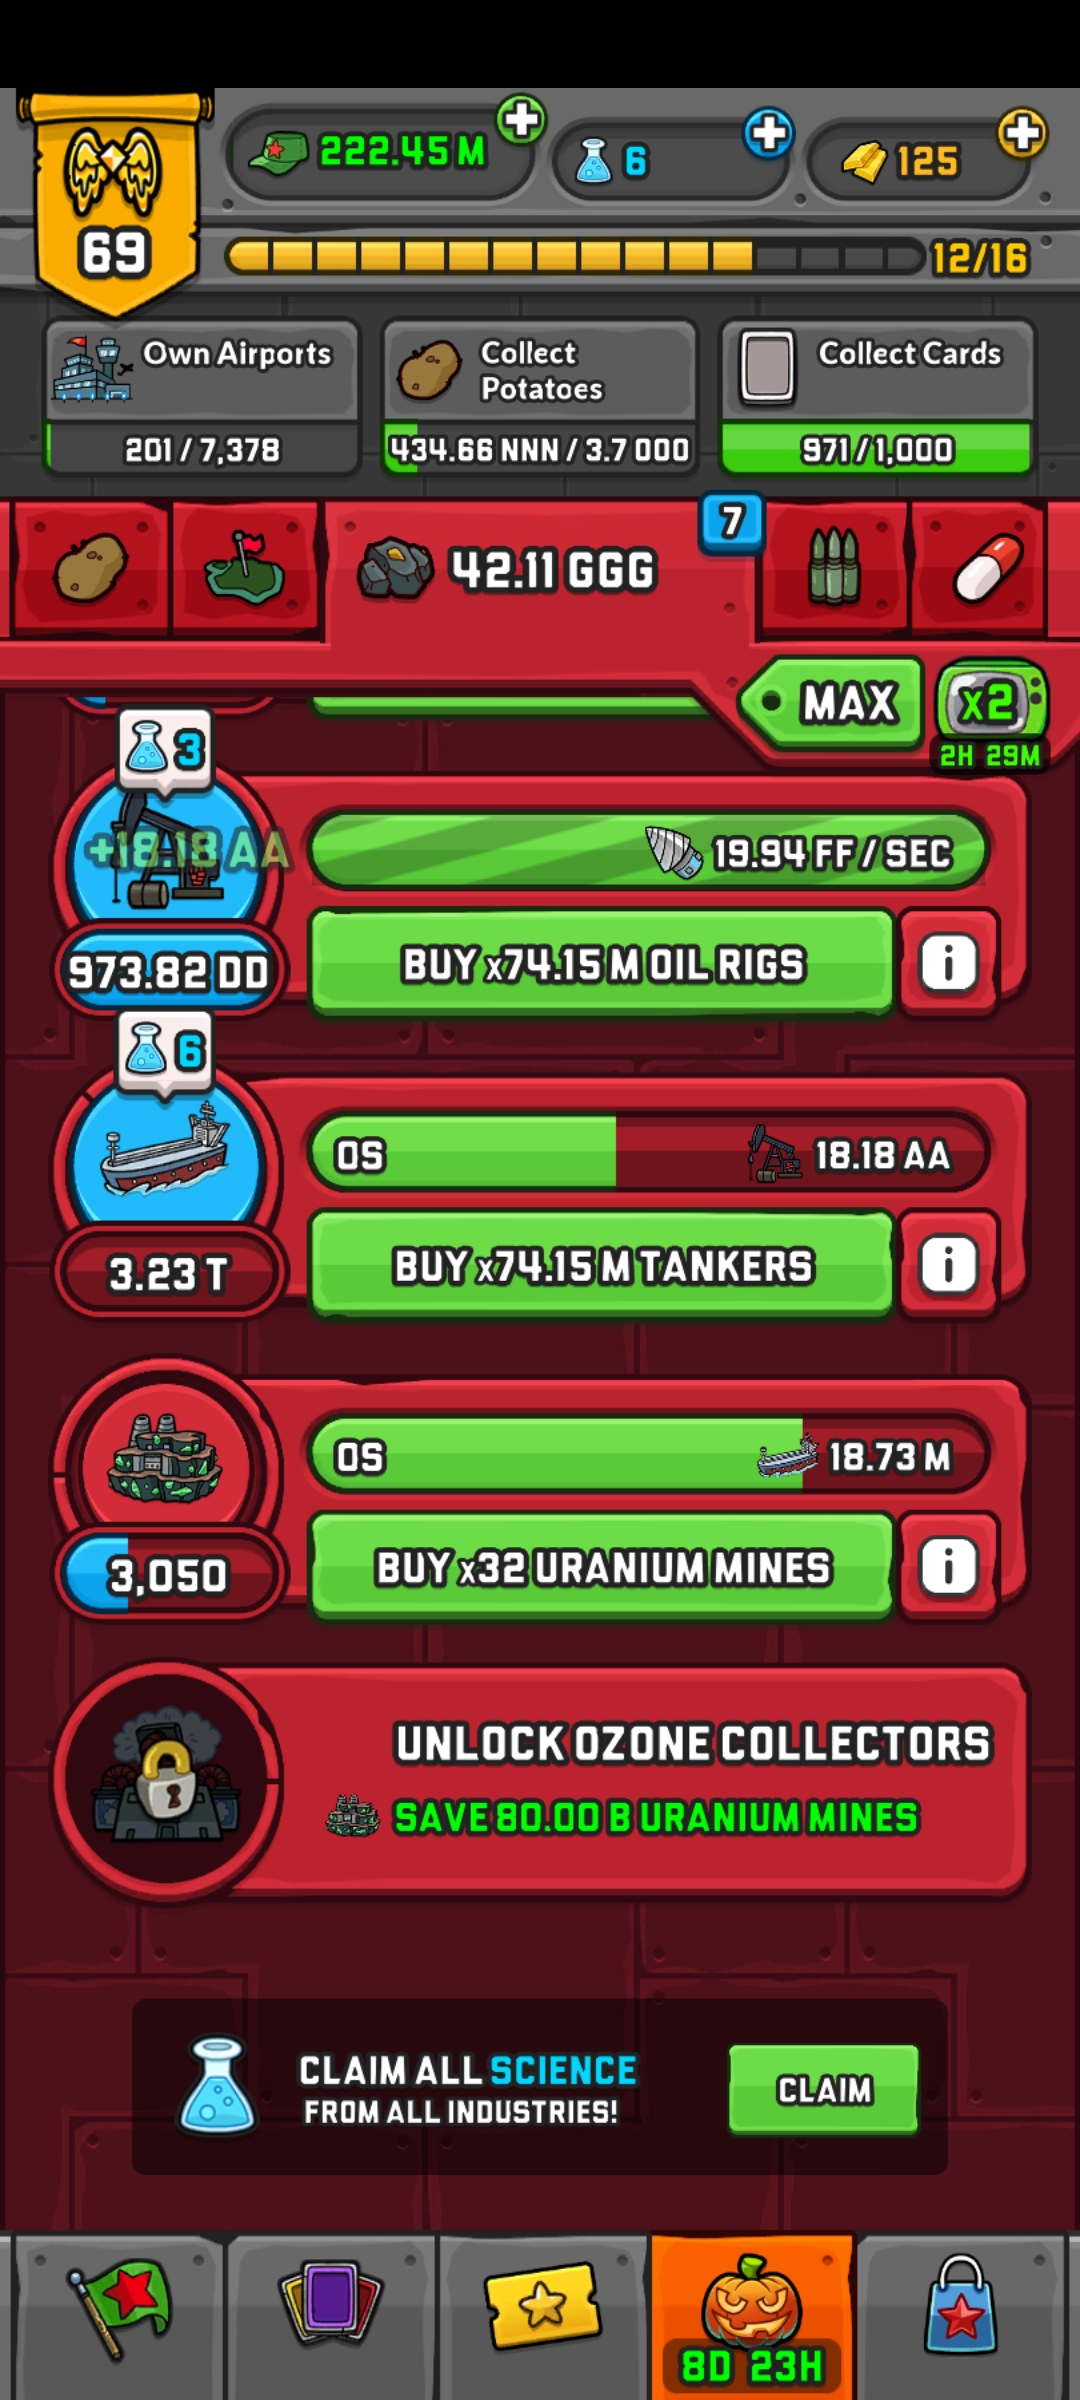 69
222.45 M
6
125
12/16
Own Airports
201 / 7,378
Collect
Potatoes
434.66 NNN / 3.7 OOO
Collect Cards
971 / 1,000
42.11 GGG
7
MAX
x2
2H 29M
3
+18.18 AA
19.94 FF / SEC
973.82 DD
BUY x74.15 M OIL RIGS
i
6
0S
18.18 AA
3.23 T
BUY x74.15 M TANKERS
i
0S
18.73 M
3,050
BUY x32 URANIUM MINES
i
UNLOCK OZONE COLLECTORS
SAVE 80.00 B URANIUM MINES
CLAIM ALL SCIENCE
FROM ALL INDUSTRIES!
CLAIM
8D 23H